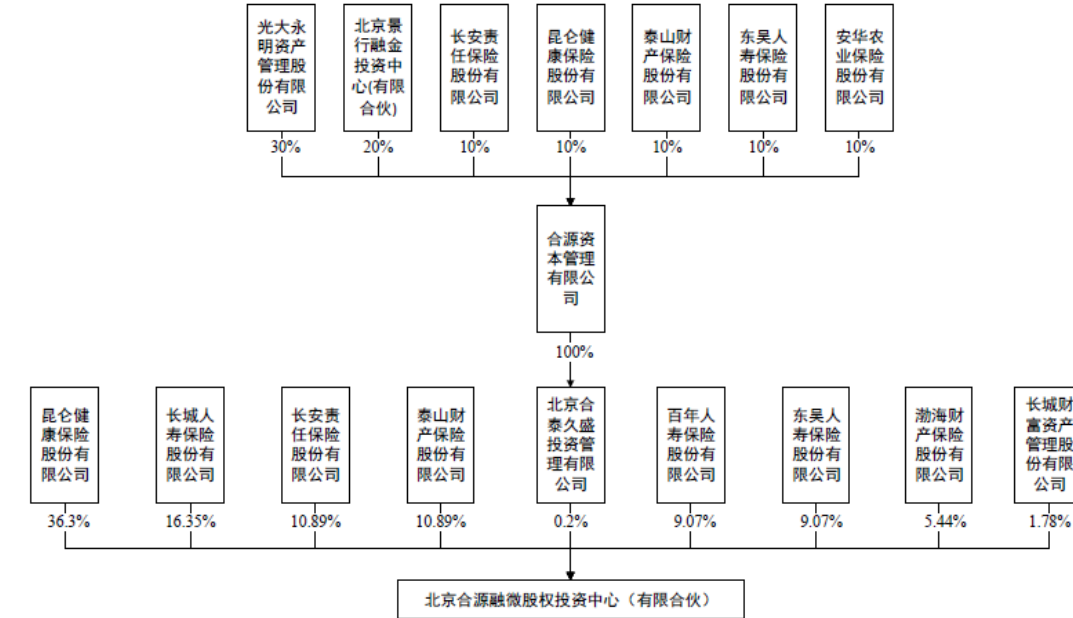 光大永
明资产
管理股
份有限
公司
北京景
行融金
投资中
心(有限
合伙)
长安责
任保险
股份有
限公司
昆仑健
康保险
股份有
限公司
泰山财
产保险
股份有
限公司
东吴人
寿保险
股份有
限公司
安华农
业保险
股份有
限公司
30%
20%
10%
10%
10%
10%
10%
合源资
本管理
有限公
司
100%
昆仑健
康保险
股份有
限公司
长城人
寿保险
股份有
限公司
长安责
任保险
股份有
限公司
泰山财
产保险
股份有
限公司
北京合
泰久盛
投资管
理有限
公司
百年人
寿保险
股份有
限公司
东吴人
寿保险
股份有
限公司
渤海财
产保险
股份有
限公司
长城财
富资产
管理股
份有限
公司
36.3%
16.35%
10.89%
10.89%
0.2%
9.07%
9.07%
5.44%
1.78%
北京合源融微股权投资中心（有限合伙）